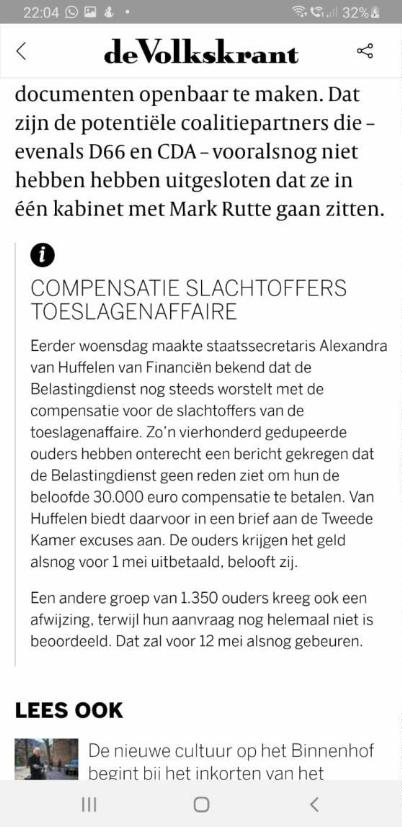 22:04 32%
de Volkskrant
documenten openbaar te maken. Dat
zijn de potentiële coalitiepartners die –
evenals D66 en CDA – vooralsnog niet
hebben hebben uitgesloten dat ze in
één kabinet met Mark Rutte gaan zitten.
i
COMPENSATIE SLACHTOFFERS
TOESLAGENAFFAIRE
Eerder woensdag maakte staatssecretaris Alexandra
van Huffelen van Financiën bekend dat de
Belastingdienst nog steeds worstelt met de
compensatie voor de slachtoffers van de
toeslagenaffaire. Zo'n vierhonderd gedupeerde
ouders hebben onterecht een bericht gekregen dat
de Belastingdienst geen reden ziet om hun de
beloofde 30.000 euro compensatie te betalen. Van
Huffelen biedt daarvoor in een brief aan de Tweede
Kamer excuses aan. De ouders krijgen het geld
alsnog voor 1 mei uitbetaald, belooft zij.
Een andere groep van 1.350 ouders kreeg ook een
afwijzing, terwijl hun aanvraag nog helemaal niet is
beoordeeld. Dat zal voor 12 mei alsnog gebeuren.
LEES OOK
De nieuwe cultuur op het Binnenhof
begint bij het inkorten van het